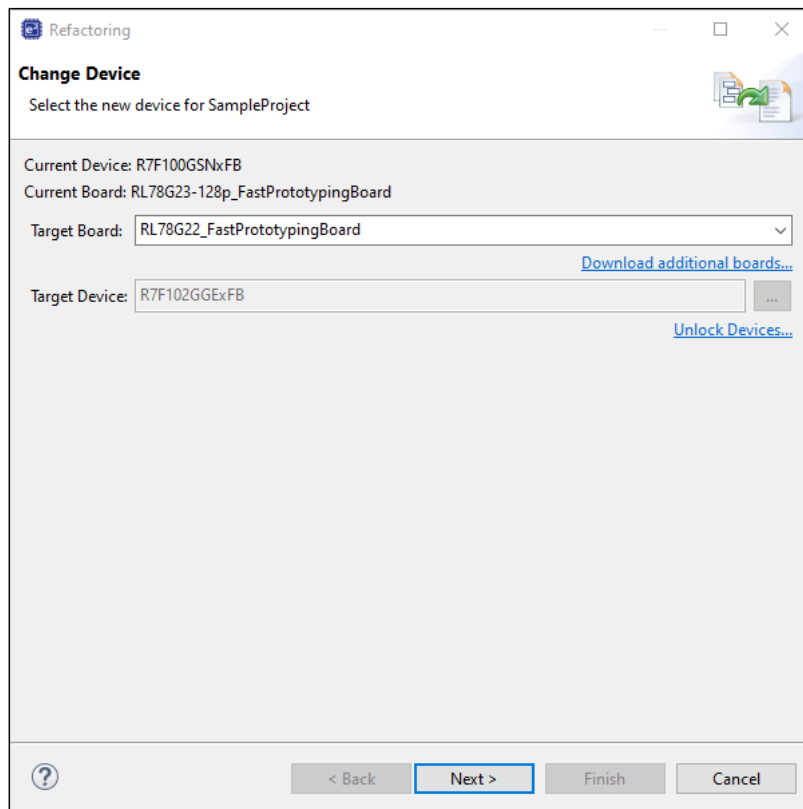 Refactoring
Change Device
Select the new device for SampleProject
Current Device: R7F100GSNxFB
Current Board: RL78G23-128p_FastPrototypingBoard
Target Board: RL78G22_FastPrototypingBoard
Download additional boards...
Target Device: R7F102GGExFB ...
Unlock Devices...
? < Back Next > Finish Cancel